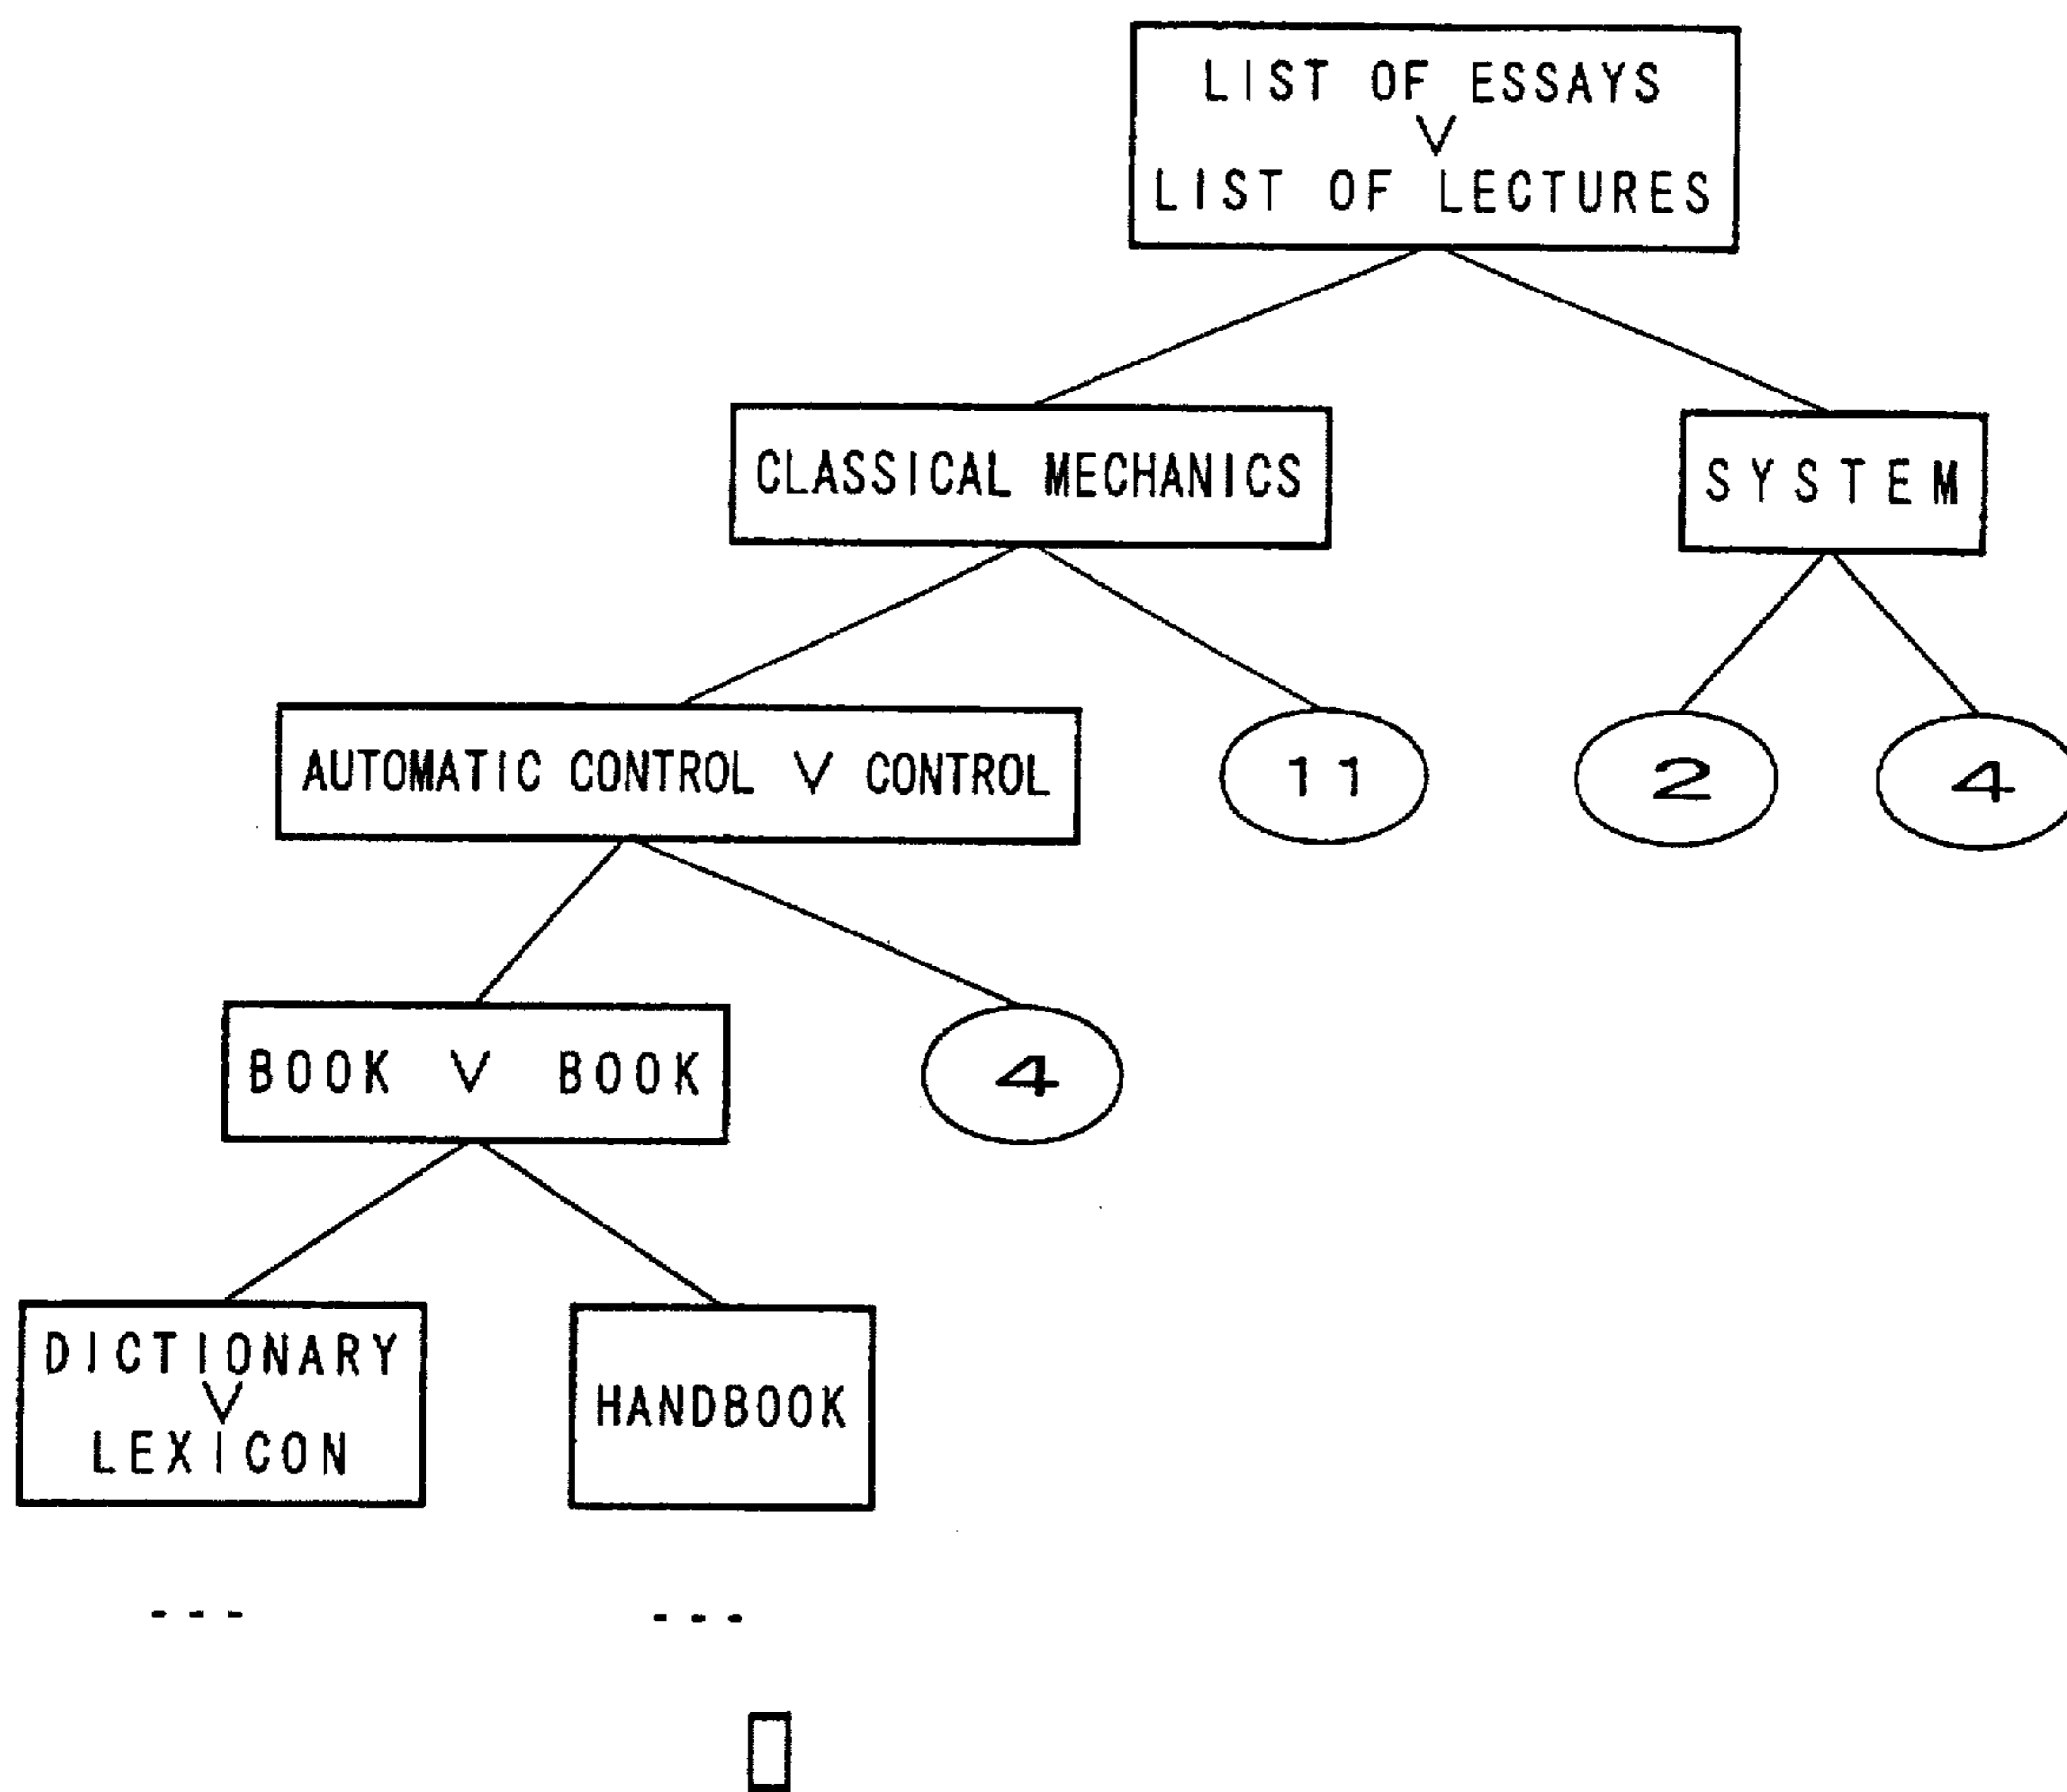 LIST OF ESSAYS
V
LIST OF LECTURES
CLASSICAL MECHANICS
SYSTEM
AUTOMATIC CONTROL V CONTROL
11
2
4
BOOK V BOOK
4
DICTIONARY
V
LEXICON
HANDBOOK
---
---